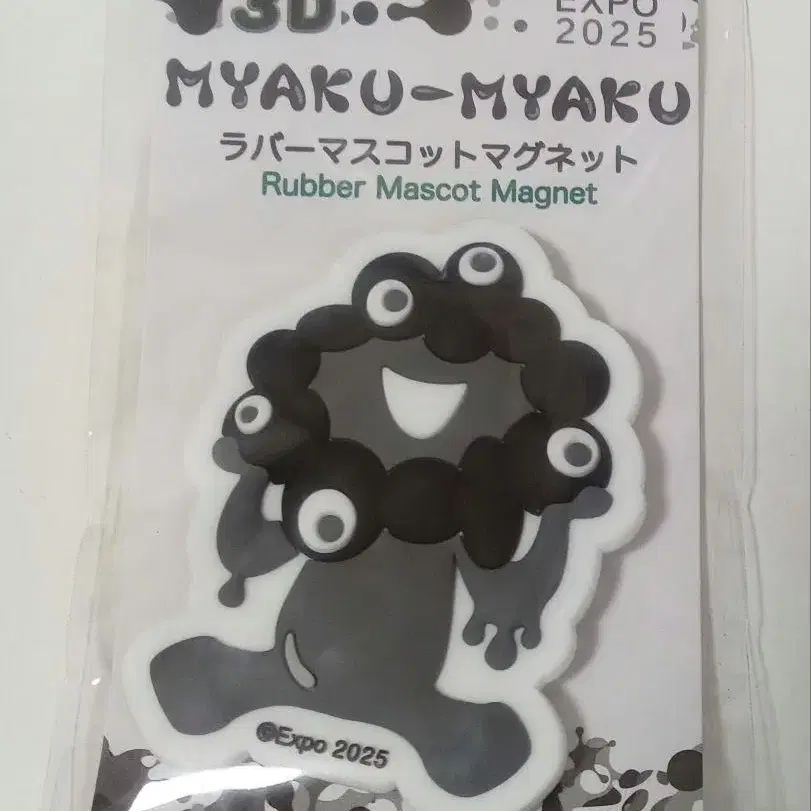 3D
EXPO
2025
MYAKU-MYAKU
ラバーマスコットマグネット
Rubber Mascot Magnet
©Expo 2025